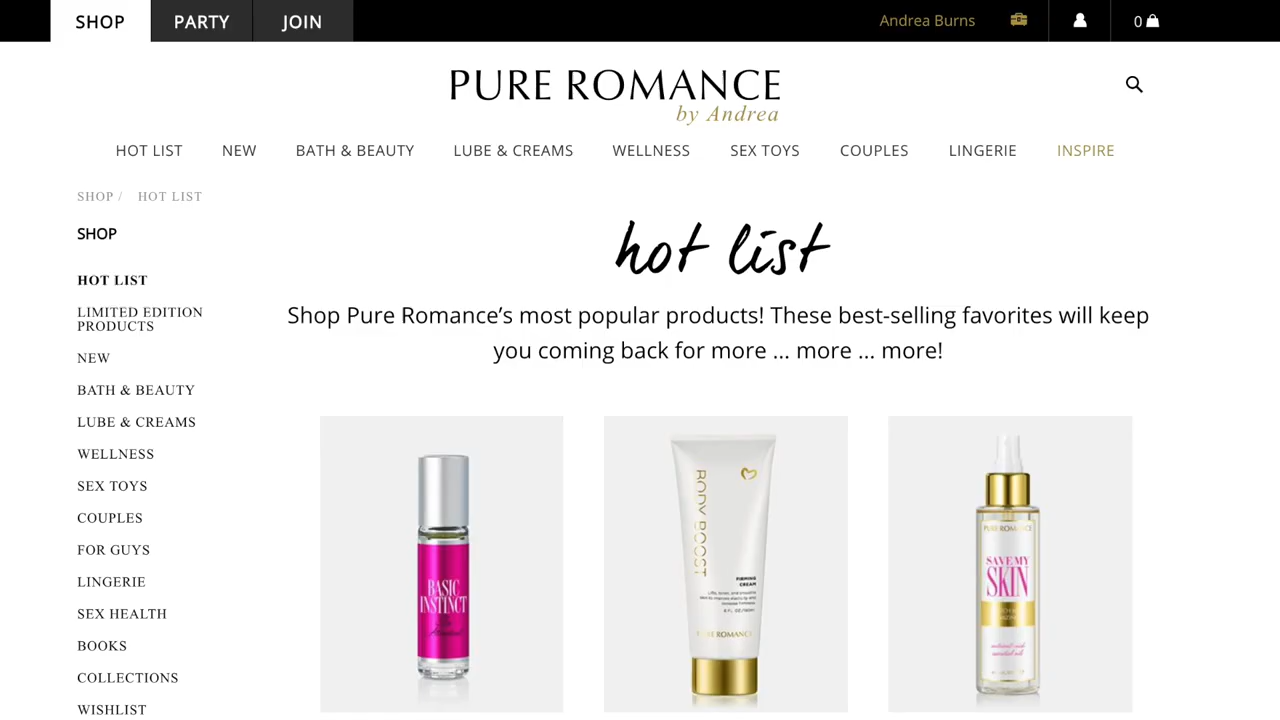 SHOP
PARTY
JOIN
Andrea Burns
0
PURE ROMANCE
by Andrea
HOT LIST
NEW
BATH & BEAUTY
LUBE & CREAMS
WELLNESS
SEX TOYS
COUPLES
LINGERIE
INSPIRE
SHOP / HOT LIST
SHOP
HOT LIST
LIMITED EDITION
PRODUCTS
NEW
BATH & BEAUTY
LUBE & CREAMS
WELLNESS
SEX TOYS
COUPLES
FOR GUYS
LINGERIE
SEX HEALTH
BOOKS
COLLECTIONS
WISHLIST
hot list
Shop Pure Romance’s most popular products! These best-selling favorites will keep
you coming back for more ... more ... more!
BASIC
INSTINCT
BODY BOOST
FIRMING
CREAM
PURE ROMANCE
PURE ROMANCE
SAVE MY
SKIN